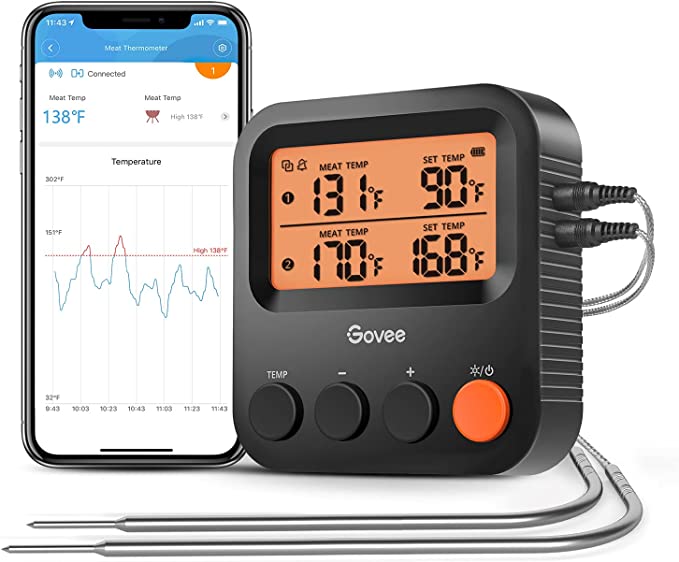 11:43
Meat Thermometer
Connected
1
Meat Temp
Meat Temp
138°F
High 138°F
Temperature
302°F
151°F
High 138°F
32°F
9:43 10:03 10:23 10:43 11:03 11:23 11:43
MEAT TEMP SET TEMP
1 131°F 90°F
MEAT TEMP SET TEMP
2 170°F 168°F
Govee
TEMP − + ☼/⏻